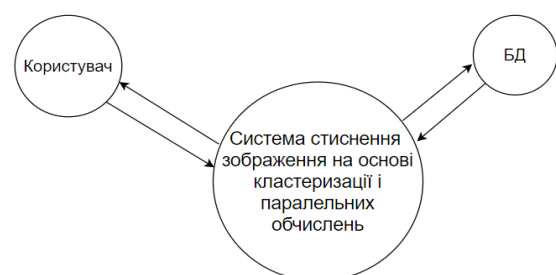 Користувач
БД
Система стиснення
зображення на основі
кластеризації і
паралельних
обчислень